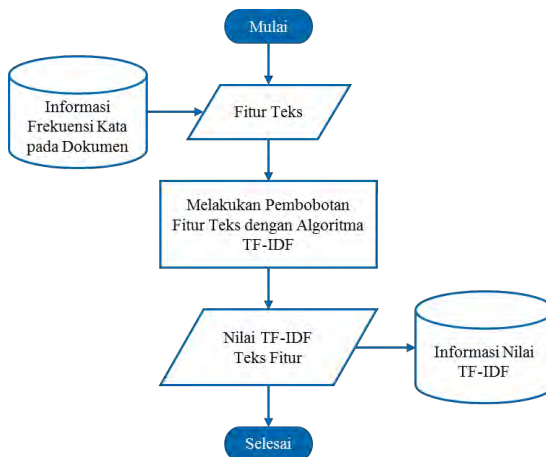 Mulai
Informasi
Frekuensi Kata
pada Dokumen
Fitur Teks
Melakukan Pembobotan
Fitur Teks dengan Algoritma
TF-IDF
Nilai TF-IDF
Teks Fitur
Informasi Nilai
TF-IDF
Selesai